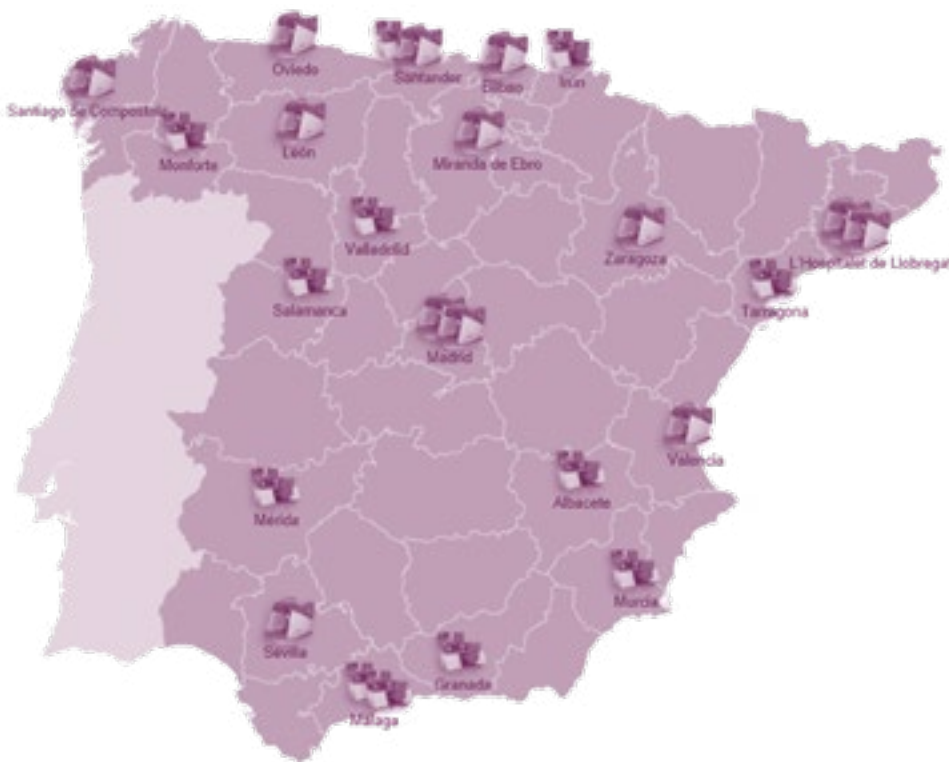 Oviedo
Santander
Bilbao
Irún
Santiago de Compostela
Monforte
León
Miranda de Ebro
Valladolid
Zaragoza
L'Hospitalet de Llobregat
Salamanca
Tarragona
Madrid
Valencia
Mérida
Albacete
Murcia
Sevilla
Granada
Málaga